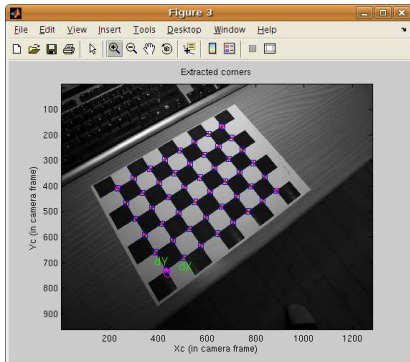 Figure 3
File Edit View Insert Tools Desktop Window Help
Extracted corners
100
200
300
400
500
600
700
800
900
Yc (in camera frame)
dY
dX
O
200 400 600 800 1000 1200
Xc (in camera frame)